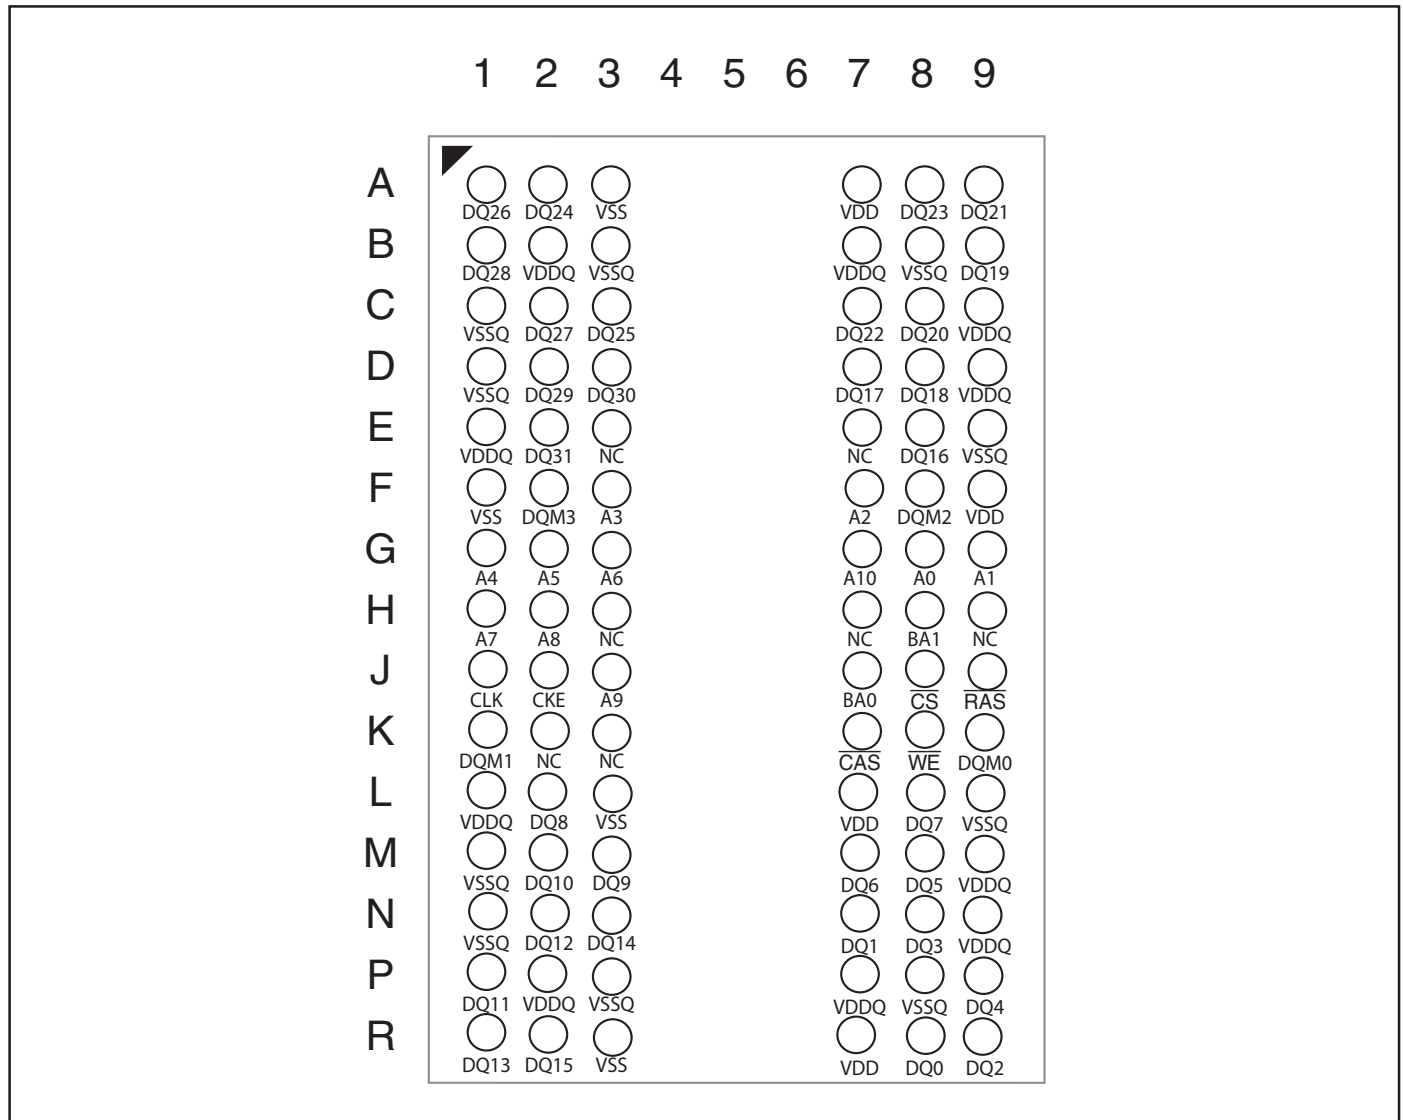 1 2 3 4 5 6 7 8 9
A
DQ26 DQ24 VSS VDD DQ23 DQ21
B
DQ28 VDDQ VSSQ VDDQ VSSQ DQ19
C
VSSQ DQ27 DQ25 DQ22 DQ20 VDDQ
D
VSSQ DQ29 DQ30 DQ17 DQ18 VDDQ
E
VDDQ DQ31 NC NC DQ16 VSSQ
F
VSS DQM3 A3 A2 DQM2 VDD
G
A4 A5 A6 A10 A0 A1
H
A7 A8 NC NC BA1 NC
J
CLK CKE A9 BA0 C̅S̅ R̅A̅S̅
K
DQM1 NC NC C̅A̅S̅ W̅E̅ DQM0
L
VDDQ DQ8 VSS VDD DQ7 VSSQ
M
VSSQ DQ10 DQ9 DQ6 DQ5 VDDQ
N
VSSQ DQ12 DQ14 DQ1 DQ3 VDDQ
P
DQ11 VDDQ VSSQ VDDQ VSSQ DQ4
R
DQ13 DQ15 VSS VDD DQ0 DQ2